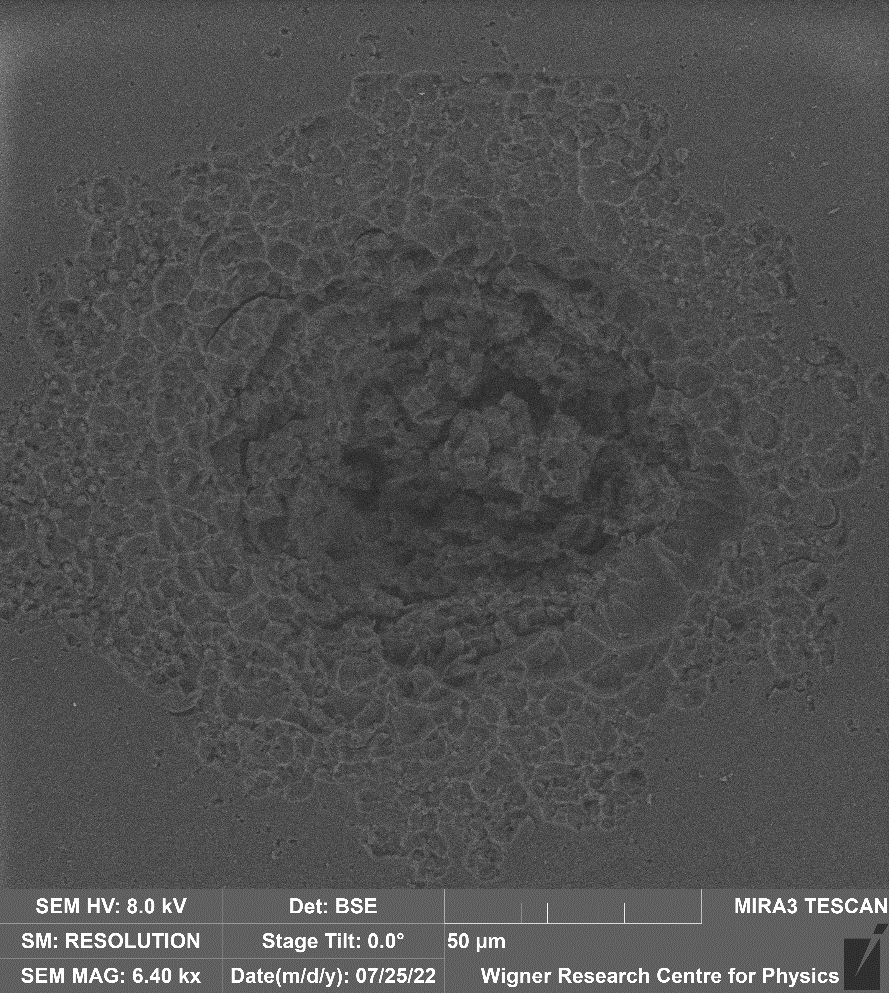 SEM HV: 8.0 kV Det: BSE MIRA3 TESCAN
SM: RESOLUTION Stage Tilt: 0.0° 50 µm
SEM MAG: 6.40 kx Date(m/d/y): 07/25/22 Wigner Research Centre for Physics